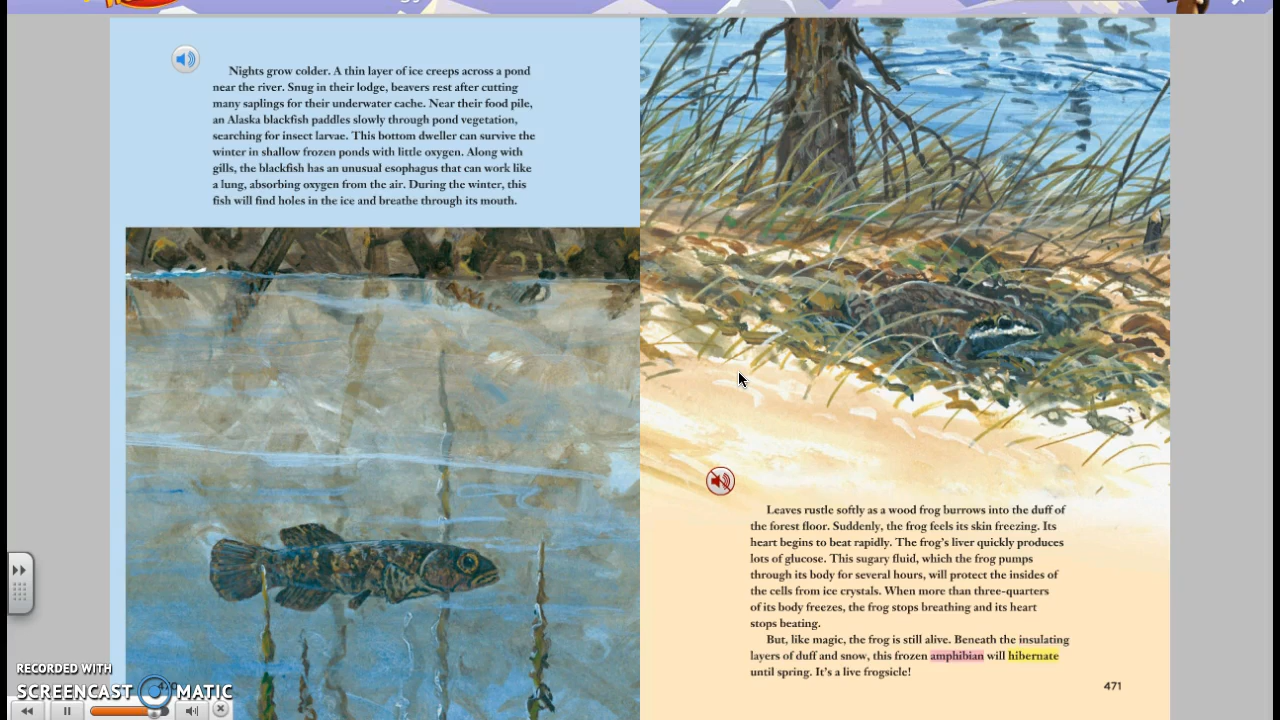 Nights grow colder. A thin layer of ice creeps across a pond
near the river. Snug in their lodge, beavers rest after cutting
many saplings for their underwater cache. Near their food pile,
an Alaska blackfish paddles slowly through pond vegetation,
searching for insect larvae. This bottom dweller can survive the
winter in shallow frozen ponds with little oxygen. Along with
gills, the blackfish has an unusual esophagus that can work like
a lung, absorbing oxygen from the air. During the winter, this
fish will find holes in the ice and breathe through its mouth.
Leaves rustle softly as a wood frog burrows into the duff of
the forest floor. Suddenly, the frog feels its skin freezing. Its
heart begins to beat rapidly. The frog's liver quickly produces
lots of glucose. This sugary fluid, which the frog pumps
through its body for several hours, will protect the insides of
the cells from ice crystals. When more than three-quarters
of its body freezes, the frog stops breathing and its heart
stops beating.
But, like magic, the frog is still alive. Beneath the insulating
layers of duff and snow, this frozen amphibian will hibernate
until spring. It's a live frogsicle!
471
RECORDED WITH
SCREENCAST MATIC